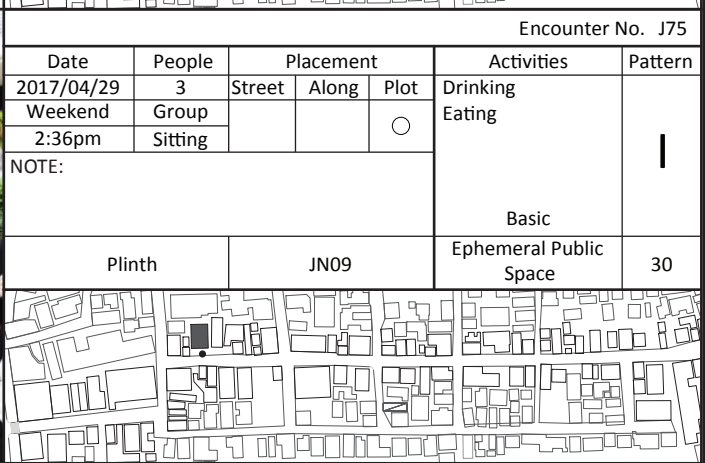 Encounter No. J75
Date People Placement Activities Pattern
2017/04/29 3 Street Along Plot Drinking
Weekend Group Eating
2:36pm Sitting
NOTE:
Basic
Plinth JN09 Ephemeral Public Space 30